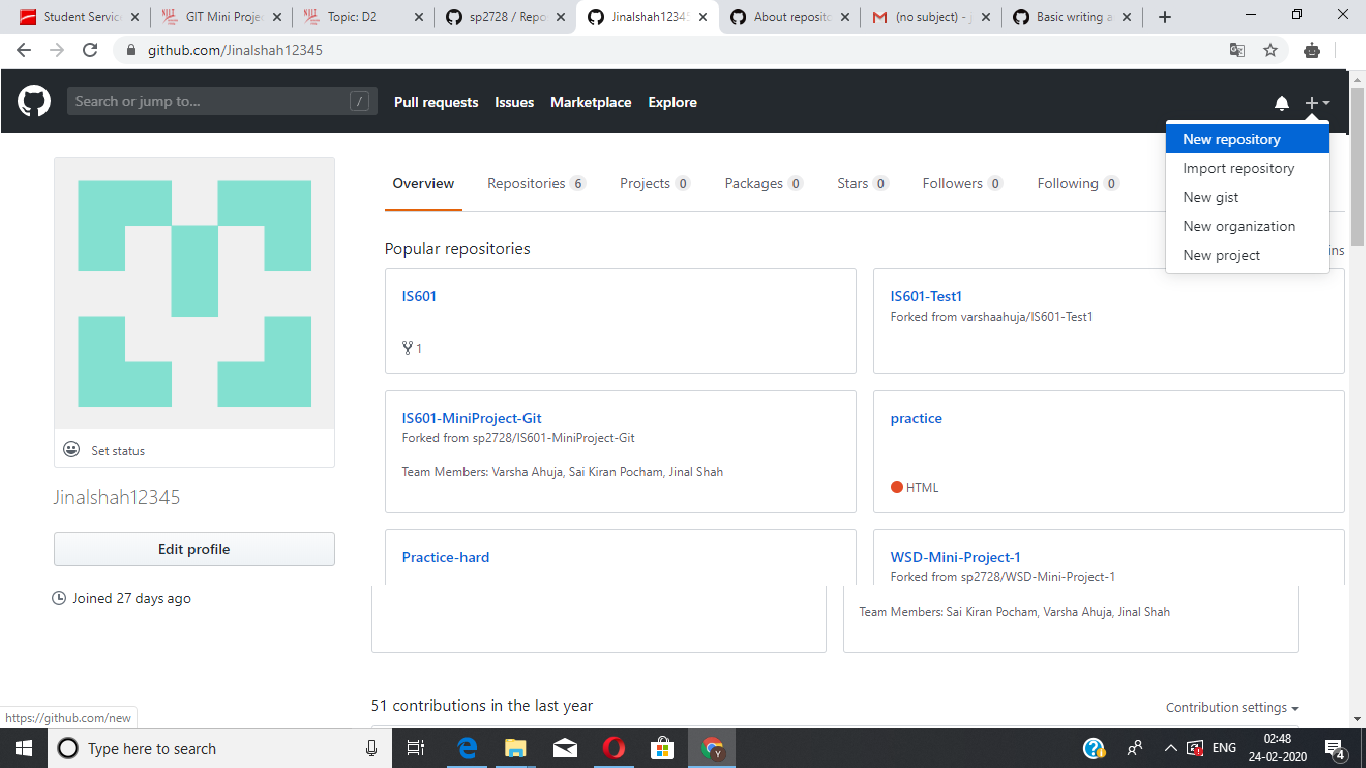 Student Servic
GIT Mini Proje
Topic: D2
sp2728 / Repo
Jinalshah12345
About reposito
(no subject) - j
Basic writing a
github.com/Jinalshah12345
Search or jump to...
/
Pull requests
Issues
Marketplace
Explore
New repository
Import repository
New gist
New organization
New project
Overview
Repositories 6
Projects 0
Packages 0
Stars 0
Followers 0
Following 0
Popular repositories
ins
IS601
1
IS601-Test1
Forked from varshaahuja/IS601-Test1
IS601-MiniProject-Git
Forked from sp2728/IS601-MiniProject-Git
Team Members: Varsha Ahuja, Sai Kiran Pocham, Jinal Shah
practice
HTML
Practice-hard
WSD-Mini-Project-1
Forked from sp2728/WSD-Mini-Project-1
Team Members: Sai Kiran Pocham, Varsha Ahuja, Jinal Shah
Set status
Jinalshah12345
Edit profile
Joined 27 days ago
51 contributions in the last year
Contribution settings
https://github.com/new
Type here to search
Y
ENG
02:48
24-02-2020
4